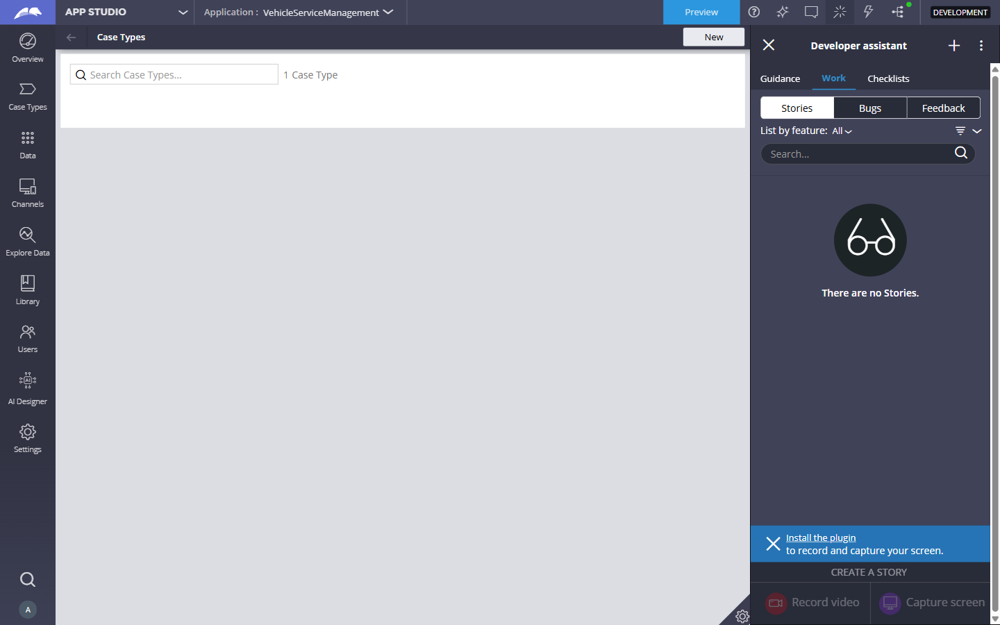 APP STUDIO
Application : VehicleServiceManagement
Preview
DEVELOPMENT
Case Types
New
Developer assistant
Overview
Case Types
Data
Channels
Explore Data
Library
Users
AI
AI Designer
Settings
A
Search Case Types...
1 Case Type
Guidance
Work
Checklists
Stories
Bugs
Feedback
List by feature: All
Search...
There are no Stories.
Install the plugin
to record and capture your screen.
CREATE A STORY
Record video
Capture screen